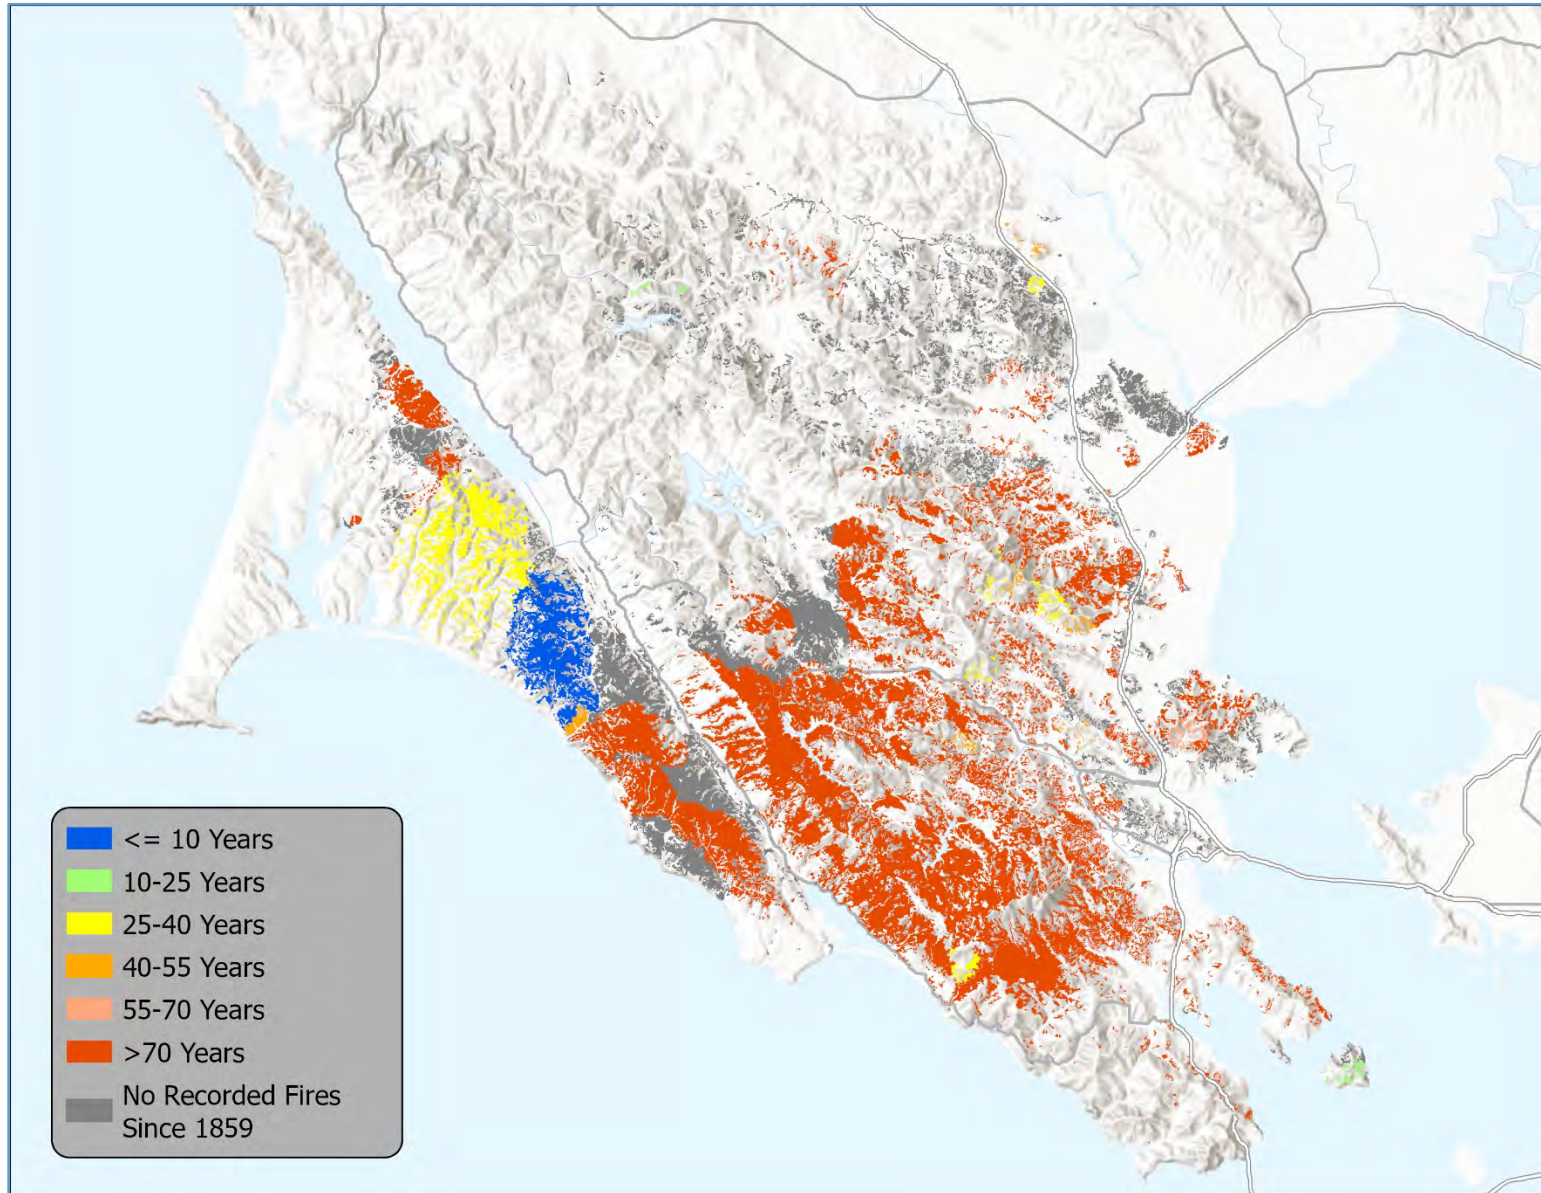 <= 10 Years
10-25 Years
25-40 Years
40-55 Years
55-70 Years
>70 Years
No Recorded Fires
Since 1859